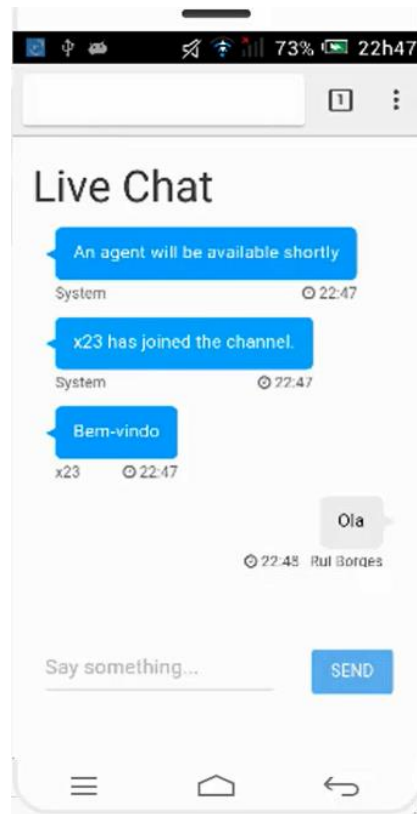 73% 22h47
1
Live Chat
An agent will be available shortly
System 22:47
x23 has joined the channel.
System 22:47
Bem-vindo
x23 22:47
Ola
22:48 Rui Borges
Say something...
SEND